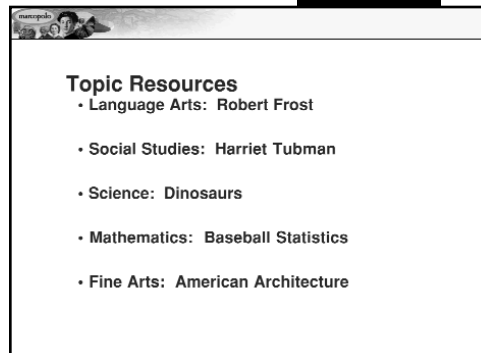 marcopolo
Topic Resources
• Language Arts: Robert Frost
• Social Studies: Harriet Tubman
• Science: Dinosaurs
• Mathematics: Baseball Statistics
• Fine Arts: American Architecture